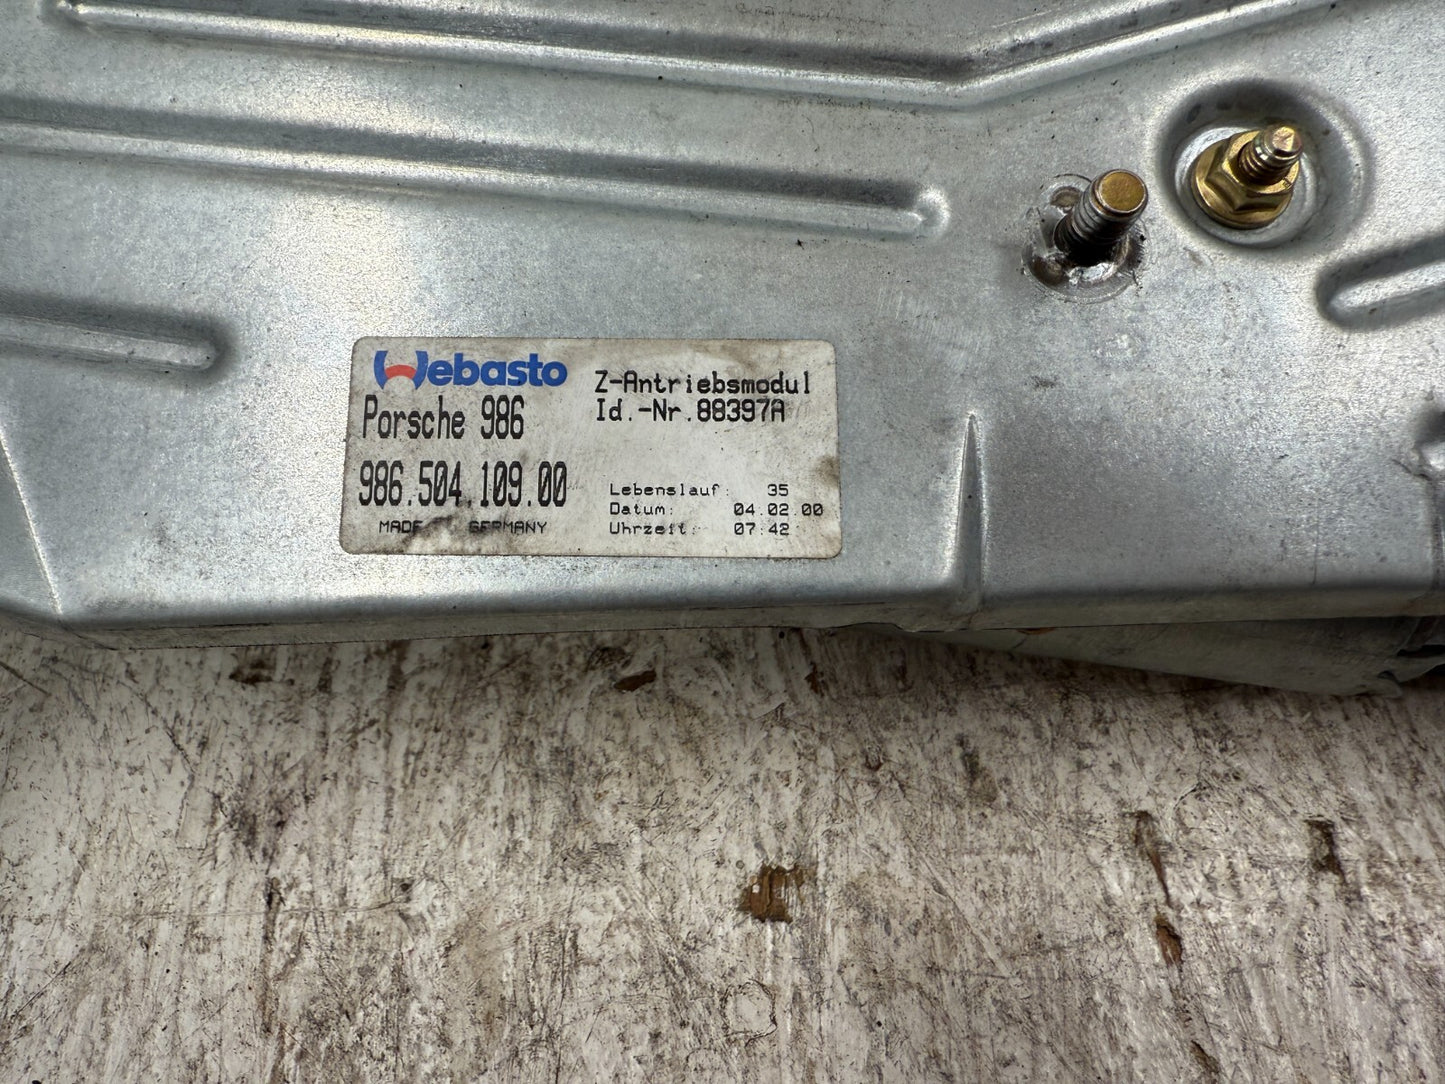 Webasto
Porsche 986
986.504.109.00
MADE GERMANY
Z-Antriebsmodul
Id.-Nr.88397A
Lebenslauf: 35
Datum: 04.02.00
Uhrzeit: 07:42